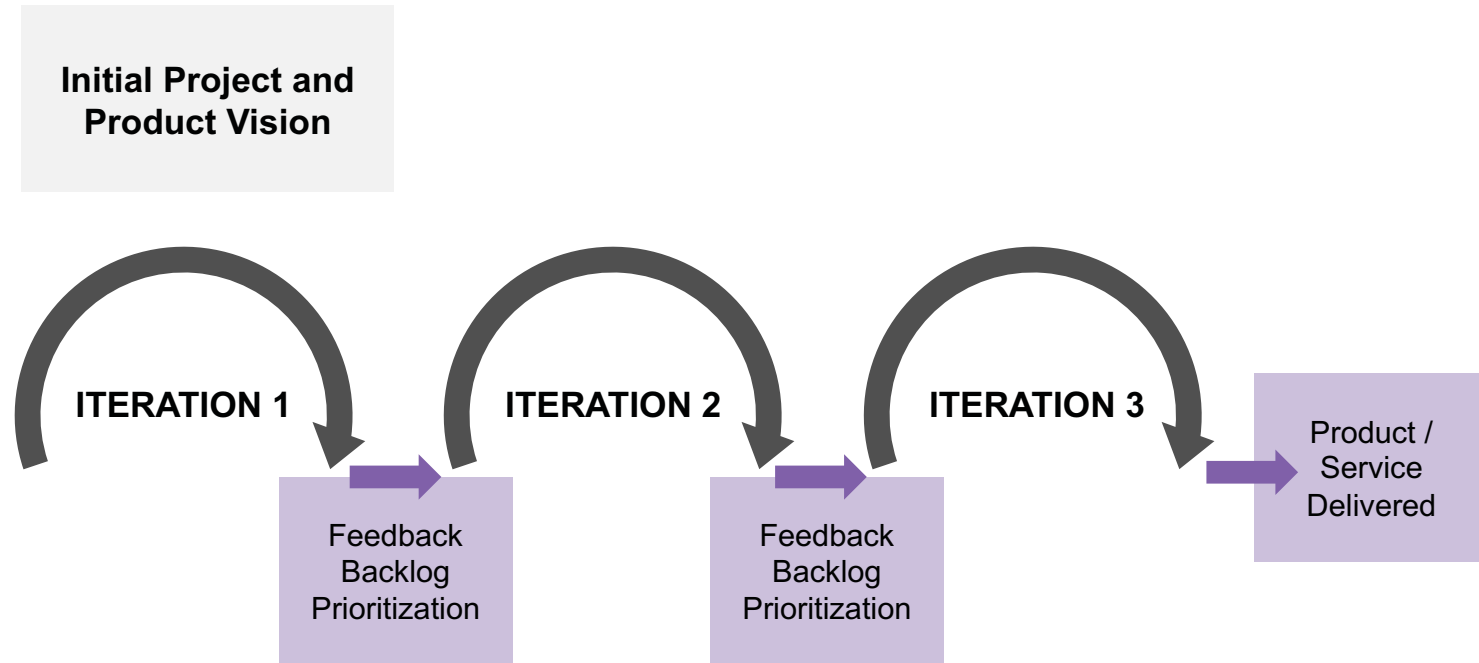 Initial Project and
Product Vision
ITERATION 1
ITERATION 2
ITERATION 3
Feedback
Backlog
Prioritization
Feedback
Backlog
Prioritization
Product /
Service
Delivered